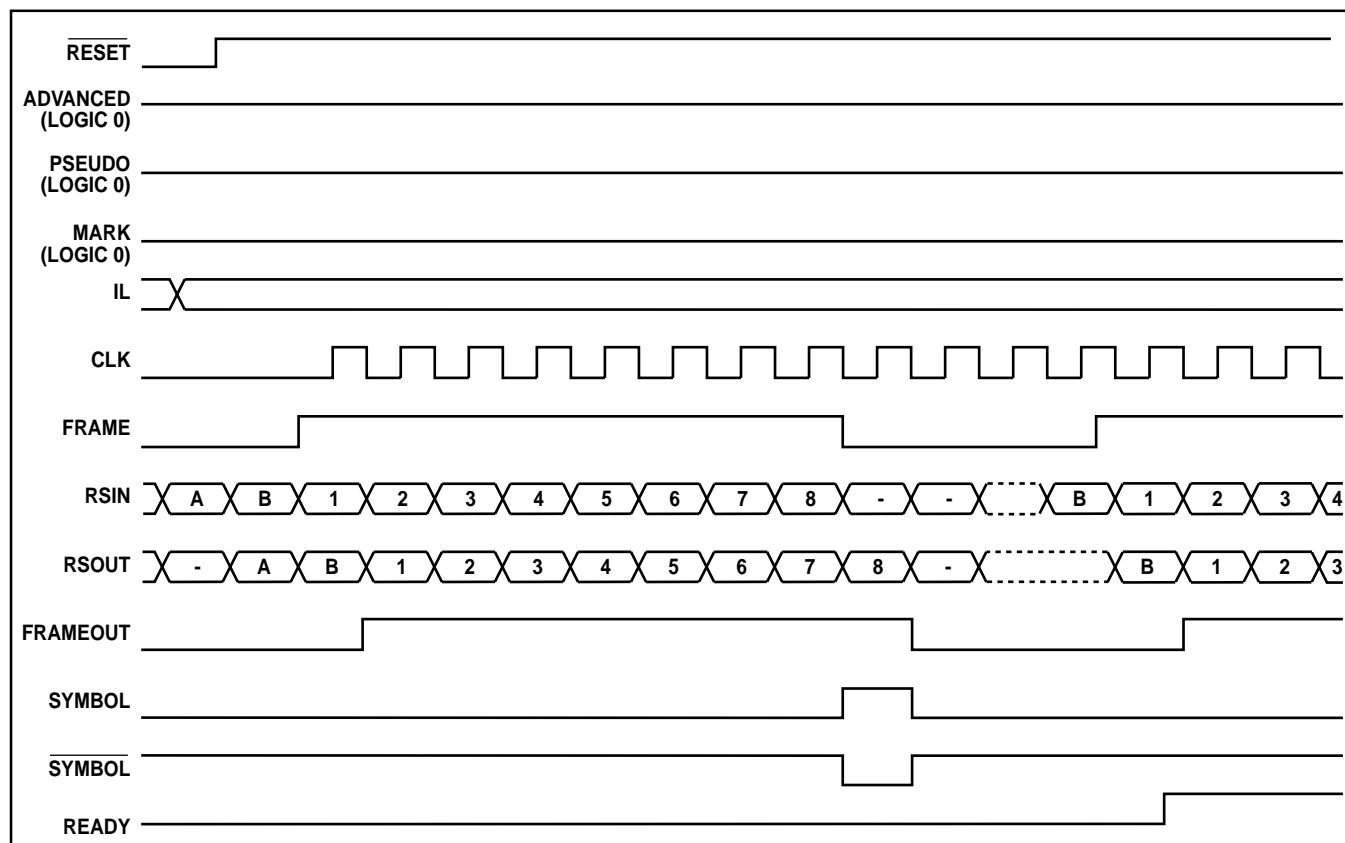 RESET
ADVANCED
(LOGIC 0)
PSEUDO
(LOGIC 0)
MARK
(LOGIC 0)
IL
CLK
FRAME
RSIN A B 1 2 3 4 5 6 7 8 - - B 1 2 3 4
RSOUT - A B 1 2 3 4 5 6 7 8 - B 1 2 3
FRAMEOUT
SYMBOL
SYMBOL
READY